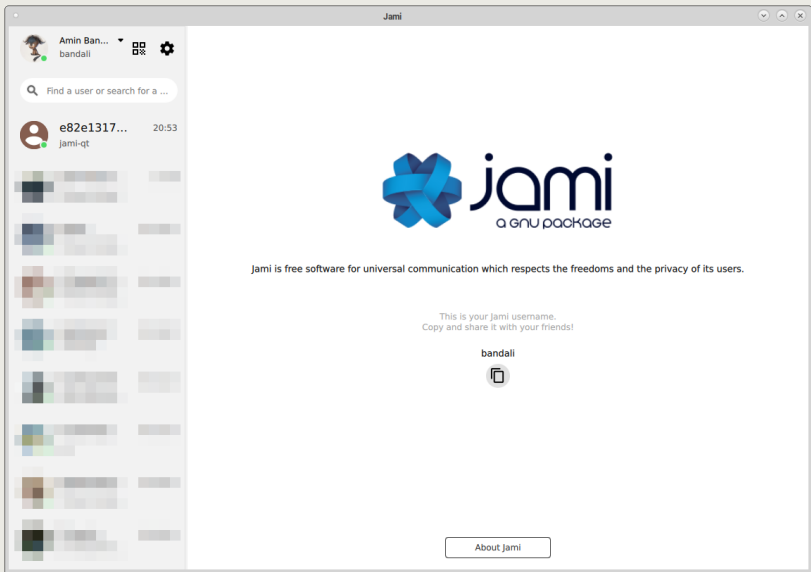 Jami
Amin Ban...
bandali
Find a user or search for a ...
e82e1317...
20:53
jami-qt
jami
a GNU package
Jami is free software for universal communication which respects the freedoms and the privacy of its users.
This is your Jami username.
Copy and share it with your friends!
bandali
About Jami